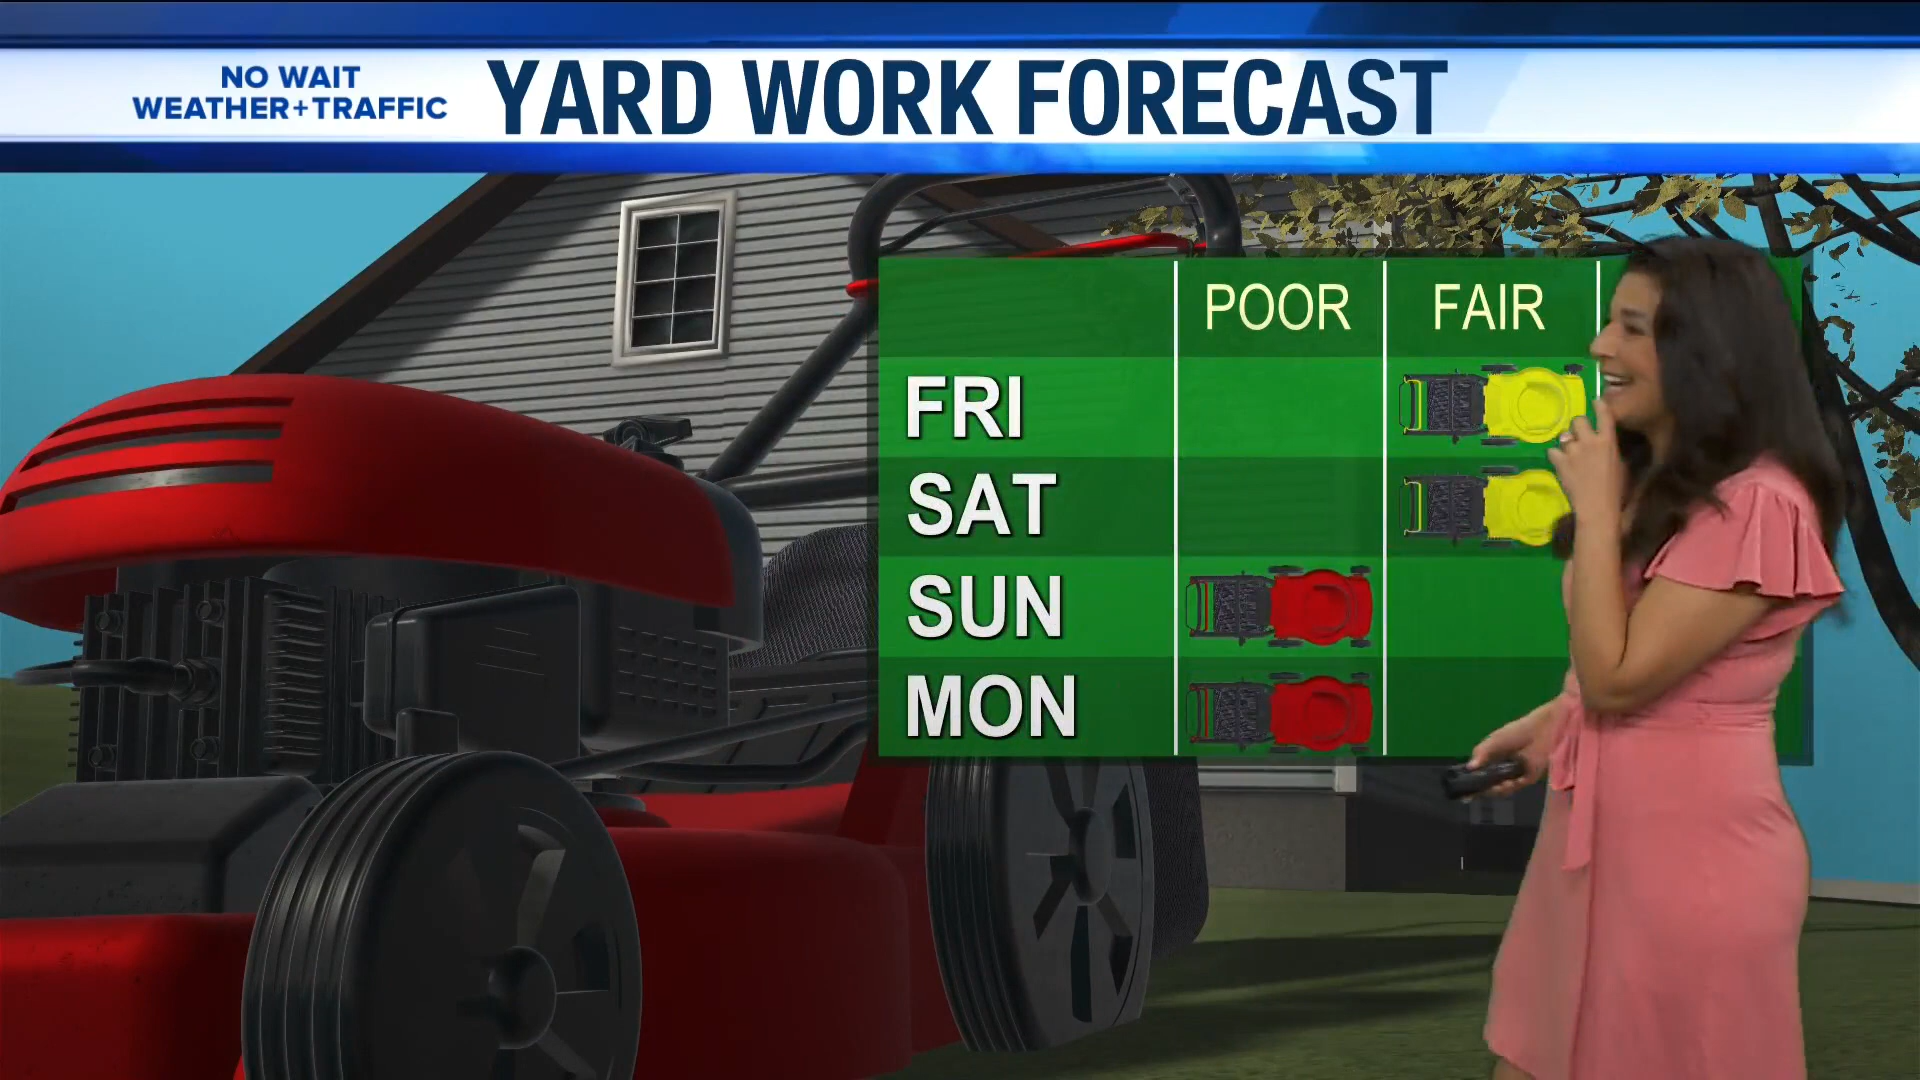 NO WAIT
WEATHER+TRAFFIC
YARD WORK FORECAST
POOR FAIR
FRI
SAT
SUN
MON